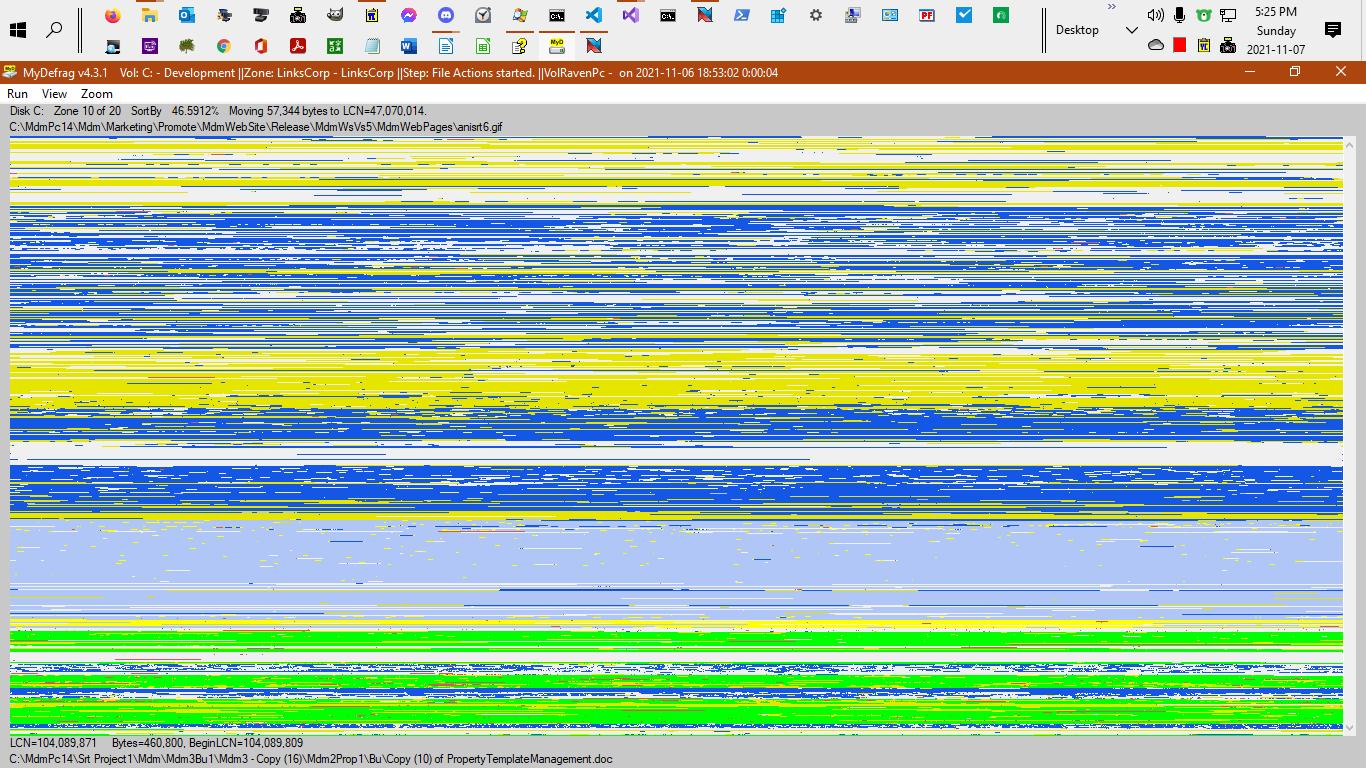 5:25 PM
Desktop
Sunday
2021-11-07
MyDefrag v4.3.1 Vol: C: - Development ||Zone: LinksCorp - LinksCorp ||Step: File Actions started. ||VolRavenPc - on 2021-11-06 18:53:02 0:00:04
Run View Zoom
Disk C: Zone 10 of 20 SortBy 46.5912% Moving 57,344 bytes to LCN=47,070,014.
C:\MdmPc14\Mdm\Marketing\Promote\MdmWebSite\Release\MdmWsVs5\MdmWebPages\anisrt6.gif
LCN=104,089,871 Bytes=460,800, BeginLCN=104,089,809
C:\MdmPc14\Srt Project1\Mdm\Mdm3Bu1\Mdm3 - Copy (16)\Mdm2Prop1\Bu\Copy (10) of PropertyTemplateManagement.doc